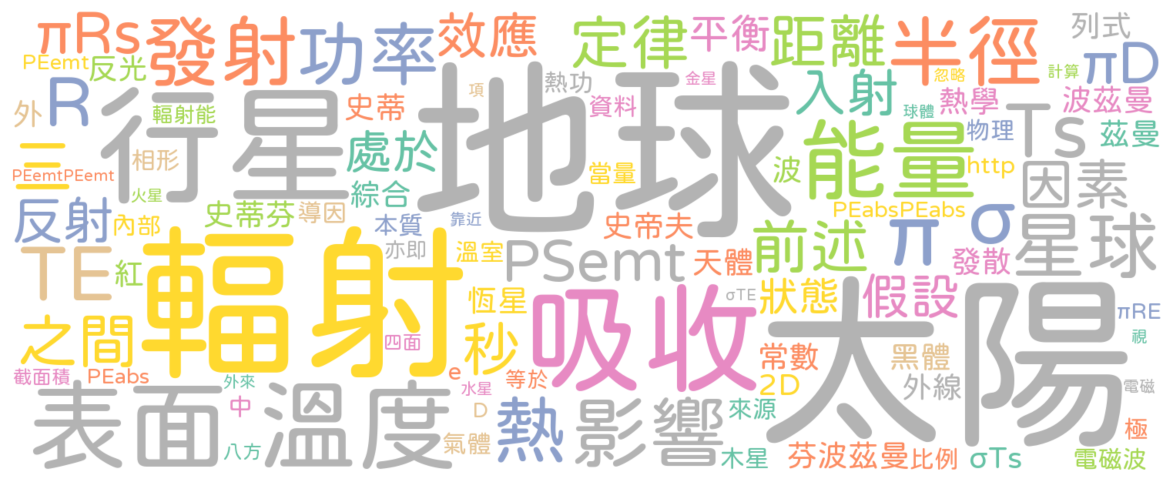 πRs 發射 功率 效應 定律 平衡 距離 半徑 列式
PEemt 反光 R 熱功 金星 忽略 計算 πD
外 輻射能 史蒂 項 資料 入射 球體 熱學 波茲曼
行星 地球 能量 Ts 物理 茲曼
三 相形 處於 當量 波 http 因素
PEemtPEemt 火星 綜合 PEabsPEabs
反射 內部 史蒂芬 導因 本質 靠近 史帝夫 π σ 星球
TE 紅 亦即 溫室 PSemt 天體 前述 發散
輻射 恆星 吸收 σTE 狀態 假設 太陽 πRE
之間 四面 秒 視
截面積 PEabs 外來 e 等於 常數 黑體
表面 溫度 中 水星 2D 外線 電磁
八方 氣體 D 熱 影響 來源 極
木星 芬波茲曼 比例 σTs 電磁波